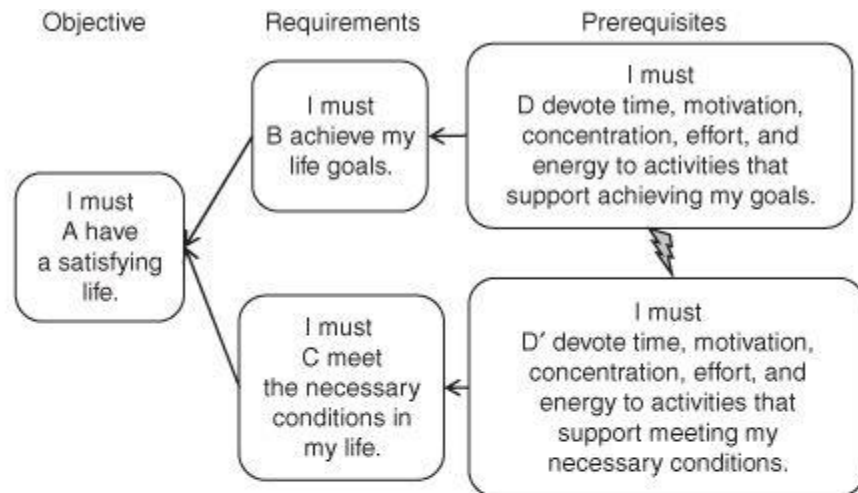 Objective
Requirements
Prerequisites
I must
A have
a satisfying
life.
I must
B achieve my
life goals.
I must
D devote time, motivation,
concentration, effort, and
energy to activities that
support achieving my goals.
I must
C meet
the necessary
conditions in
my life.
I must
D′ devote time, motivation,
concentration, effort, and
energy to activities that
support meeting my
necessary conditions.